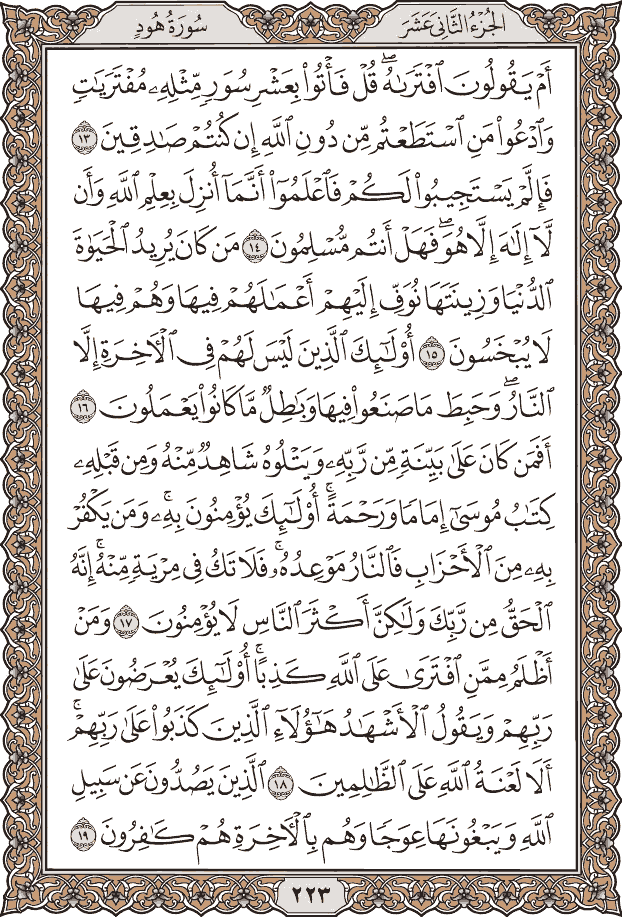 الجُزْءُ الثَّانِي عَشَرَ
سُورَةُ هُودٍ
أَمۡ يَقُولُونَ ٱفۡتَرَىٰهُۖ قُلۡ فَأۡتُواْ بِعَشۡرِ سُوَرٖ مِّثۡلِهِۦ مُفۡتَرَيَٰتٖ
وَٱدۡعُواْ مَنِ ٱسۡتَطَعۡتُم مِّن دُونِ ٱللَّهِ إِن كُنتُمۡ صَٰدِقِينَ ١٣
فَإِلَّمۡ يَسۡتَجِيبُواْ لَكُمۡ فَٱعۡلَمُوٓاْ أَنَّمَآ أُنزِلَ بِعِلۡمِ ٱللَّهِ وَأَن
لَّآ إِلَٰهَ إِلَّا هُوَۖ فَهَلۡ أَنتُم مُّسۡلِمُونَ ١٤ مَن كَانَ يُرِيدُ ٱلۡحَيَوٰةَ
ٱلدُّنۡيَا وَزِينَتَهَا نُوَفِّ إِلَيۡهِمۡ أَعۡمَٰلَهُمۡ فِيهَا وَهُمۡ فِيهَا
لَا يُبۡخَسُونَ ١٥ أُوْلَٰٓئِكَ ٱلَّذِينَ لَيۡسَ لَهُمۡ فِي ٱلۡأٓخِرَةِ إِلَّا
ٱلنَّارُۖ وَحَبِطَ مَا صَنَعُواْ فِيهَا وَبَٰطِلٞ مَّا كَانُواْ يَعۡمَلُونَ ١٦
أَفَمَن كَانَ عَلَىٰ بَيِّنَةٖ مِّن رَّبِّهِۦ وَيَتۡلُوهُ شَاهِدٞ مِّنۡهُ وَمِن قَبۡلِهِۦ
كِتَٰبُ مُوسَىٰٓ إِمَامٗا وَرَحۡمَةًۚ أُوْلَٰٓئِكَ يُؤۡمِنُونَ بِهِۦۚ وَمَن يَكۡفُرۡ
بِهِۦ مِنَ ٱلۡأَحۡزَابِ فَٱلنَّارُ مَوۡعِدُهُۥۚ فَلَا تَكُ فِي مِرۡيَةٖ مِّنۡهُۚ إِنَّهُ
ٱلۡحَقُّ مِن رَّبِّكَ وَلَٰكِنَّ أَكۡثَرَ ٱلنَّاسِ لَا يُؤۡمِنُونَ ١٧ وَمَنۡ
أَظۡلَمُ مِمَّنِ ٱفۡتَرَىٰ عَلَى ٱللَّهِ كَذِبًاۚ أُوْلَٰٓئِكَ يُعۡرَضُونَ عَلَىٰ
رَبِّهِمۡ وَيَقُولُ ٱلۡأَشۡهَٰدُ هَٰٓؤُلَآءِ ٱلَّذِينَ كَذَبُواْ عَلَىٰ رَبِّهِمۡۚ
أَلَا لَعۡنَةُ ٱللَّهِ عَلَى ٱلظَّٰلِمِينَ ١٨ ٱلَّذِينَ يَصُدُّونَ عَن سَبِيلِ
ٱللَّهِ وَيَبۡغُونَهَا عِوَجٗا وَهُم بِٱلۡأٓخِرَةِ هُمۡ كَٰفِرُونَ ١٩
٢٢٣